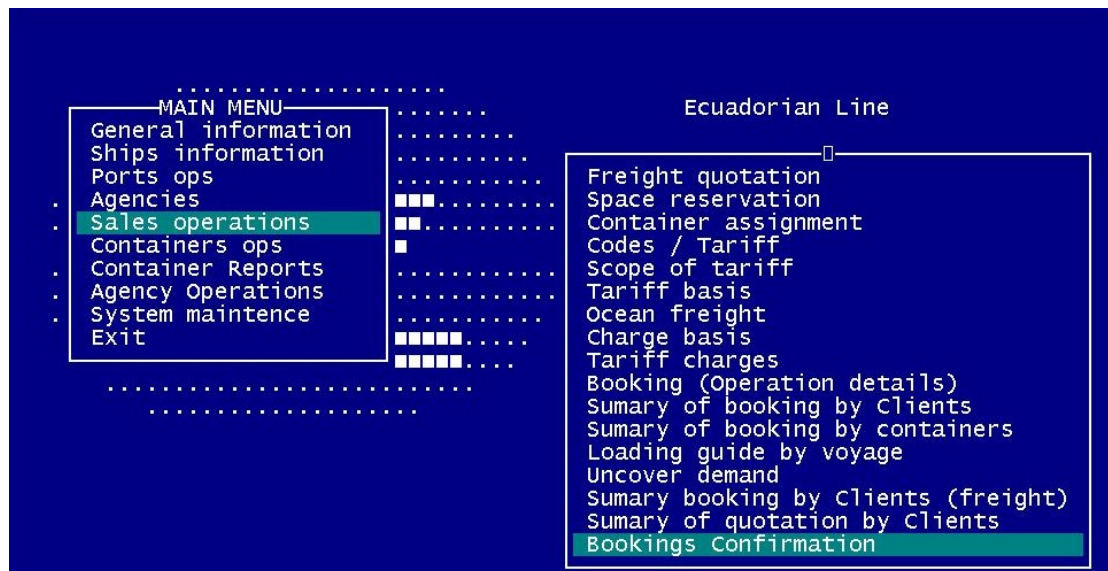 MAIN MENU
General information
Ships information
Ports ops
Agencies
Sales operations
Containers ops
Container Reports
Agency Operations
System maintence
Exit
Ecuadorian Line
Freight quotation
Space reservation
Container assignment
Codes / Tariff
Scope of tariff
Tariff basis
Ocean freight
Charge basis
Tariff charges
Booking (Operation details)
Sumary of booking by Clients
Sumary of booking by containers
Loading guide by voyage
Uncover demand
Sumary booking by Clients (freight)
Sumary of quotation by Clients
Bookings Confirmation